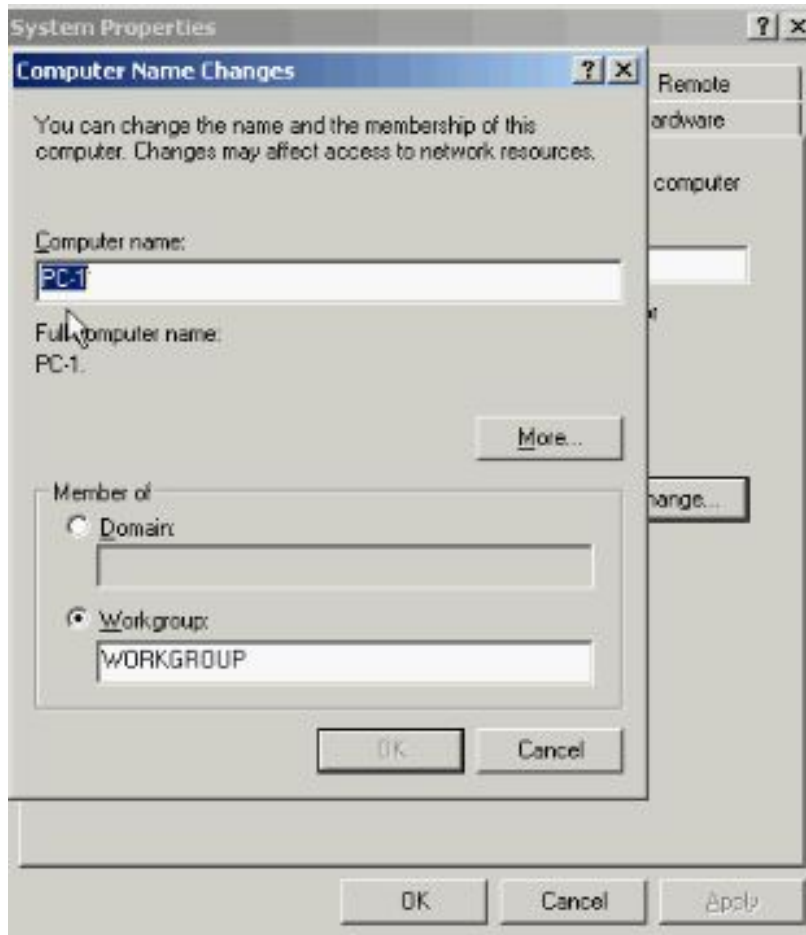 System Properties
Computer Name Changes
Remote
ardware
You can change the name and the membership of this
computer. Changes may affect access to network resources.
computer
Computer name:
PC-1
Full computer name:
PC-1.
More...
Member of
hange...
Domain:
Workgroup:
WORKGROUP
OK
Cancel
OK
Cancel
Apply